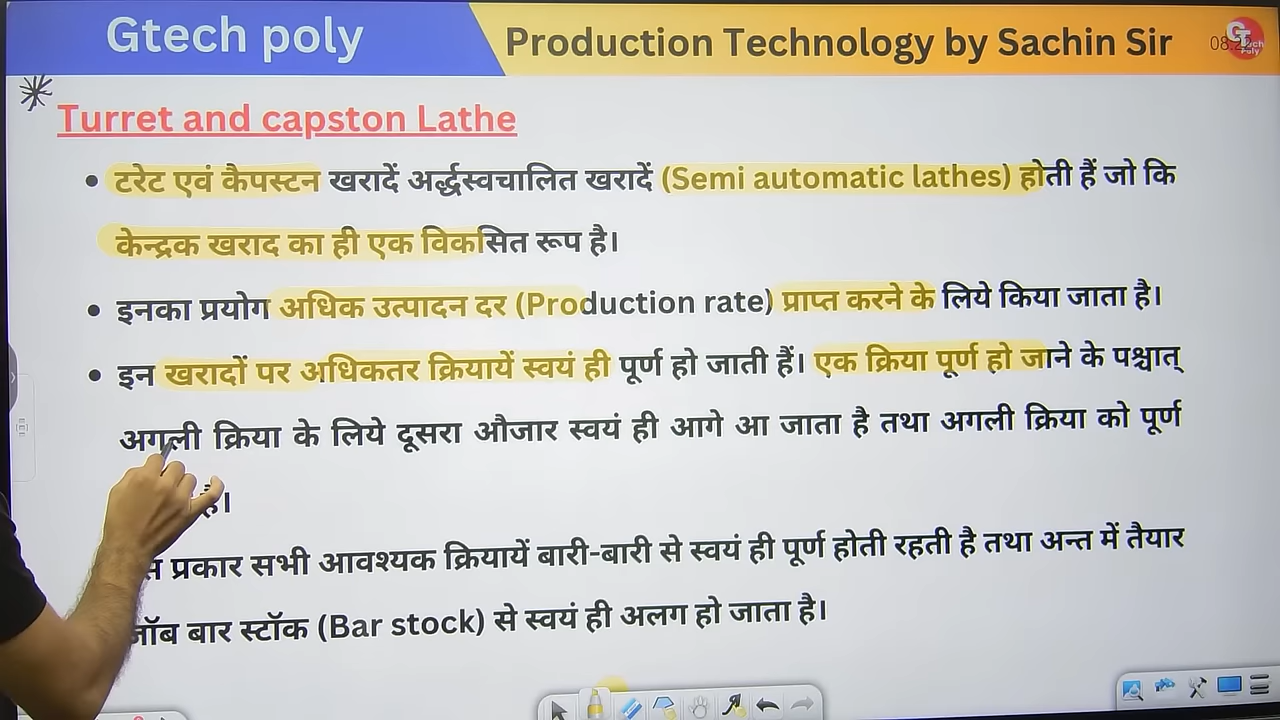 Gtech poly
Production Technology by Sachin Sir
Turret and capston Lathe
• टरेट एवं कैपस्टन खरादें अर्द्धस्वचालित खरादें (Semi automatic lathes) होती हैं जो कि
केन्द्रक खराद का ही एक विकसित रूप है।
• इनका प्रयोग अधिक उत्पादन दर (Production rate) प्राप्त करने के लिये किया जाता है।
• इन खरादों पर अधिकतर क्रियायें स्वयं ही पूर्ण हो जाती हैं। एक क्रिया पूर्ण हो जाने के पश्चात्
अगली क्रिया के लिये दूसरा औजार स्वयं ही आगे आ जाता है तथा अगली क्रिया को पूर्ण
है।
प्रकार सभी आवश्यक क्रियायें बारी-बारी से स्वयं ही पूर्ण होती रहती है तथा अन्त में तैयार
जॉब बार स्टॉक (Bar stock) से स्वयं ही अलग हो जाता है।